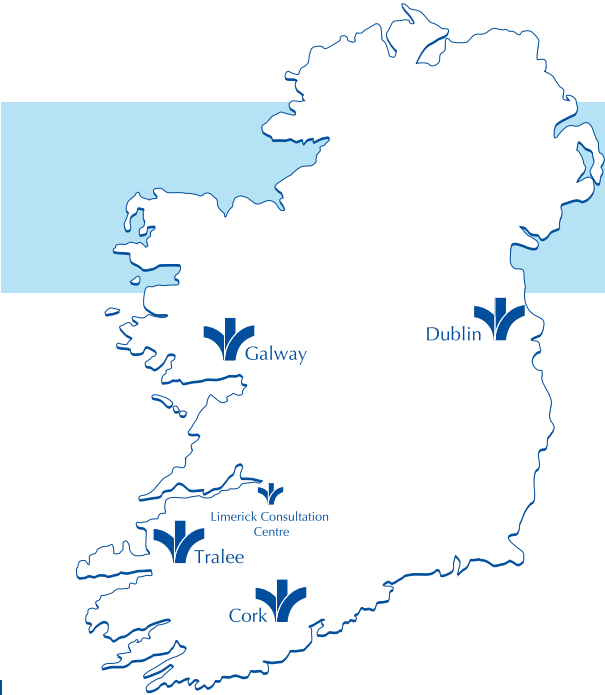 Dublin
Galway
Limerick Consultation
Centre
Tralee
Cork